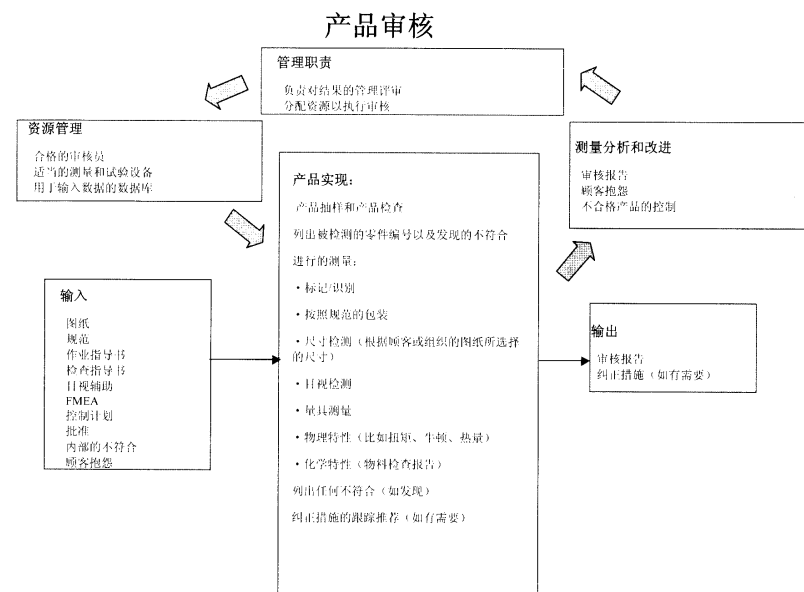 产品审核
管理职责
负责对结果的管理评审
分配资源以执行审核
资源管理
合格的审核员
适当的测量和试验设备
用于输入数据的数据库
测量分析和改进
审核报告
顾客抱怨
不合格产品的控制
产品实现：
产品抽样和产品检查
列出被检测的零件编号以及发现的不符合
进行的测量：
·标记/识别
·按照规范的包装
·尺寸检测（根据顾客或组织的图纸所选择
的尺寸）
·目视检测
·量具测量
·物理特性（比如扭矩、牛顿、热量）
·化学特性（物料检查报告）
列出任何不符合（如发现）
纠正措施的跟踪推荐（如有需要）
输入
图纸
规范
作业指导书
检查指导书
目视辅助
FMEA
控制计划
批准
内部的不符合
顾客抱怨
输出
审核报告
纠正措施（如有需要）